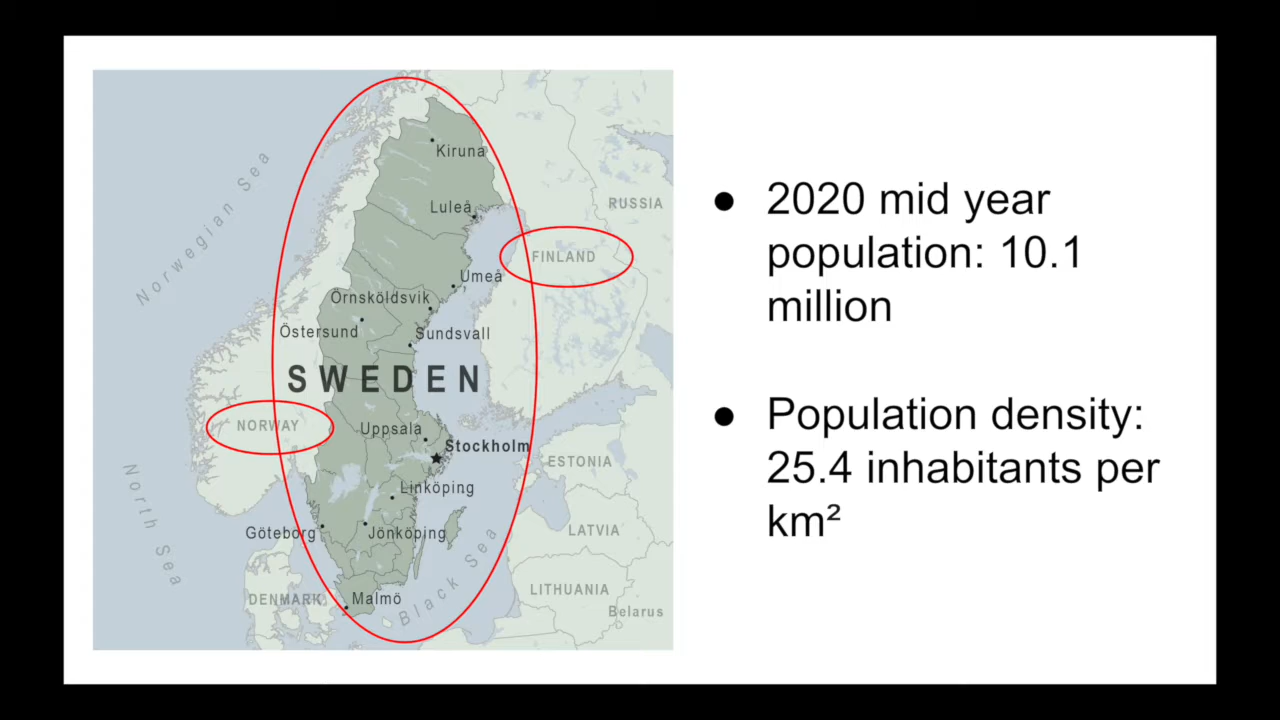 Kiruna
RUSSIA
Norwegian Sea
Luleå
FINLAND
Umeå
Örnsköldsvik
Östersund
Sundsvall
SWEDEN
NORWAY
Uppsala
Stockholm
ESTONIA
North Sea
Linköping
Göteborg
Jönköping
LATVIA
Black Sea
LITHUANIA
DENMARK
Malmö
Belarus
● 2020 mid year
population: 10.1
million
● Population density:
25.4 inhabitants per
km²